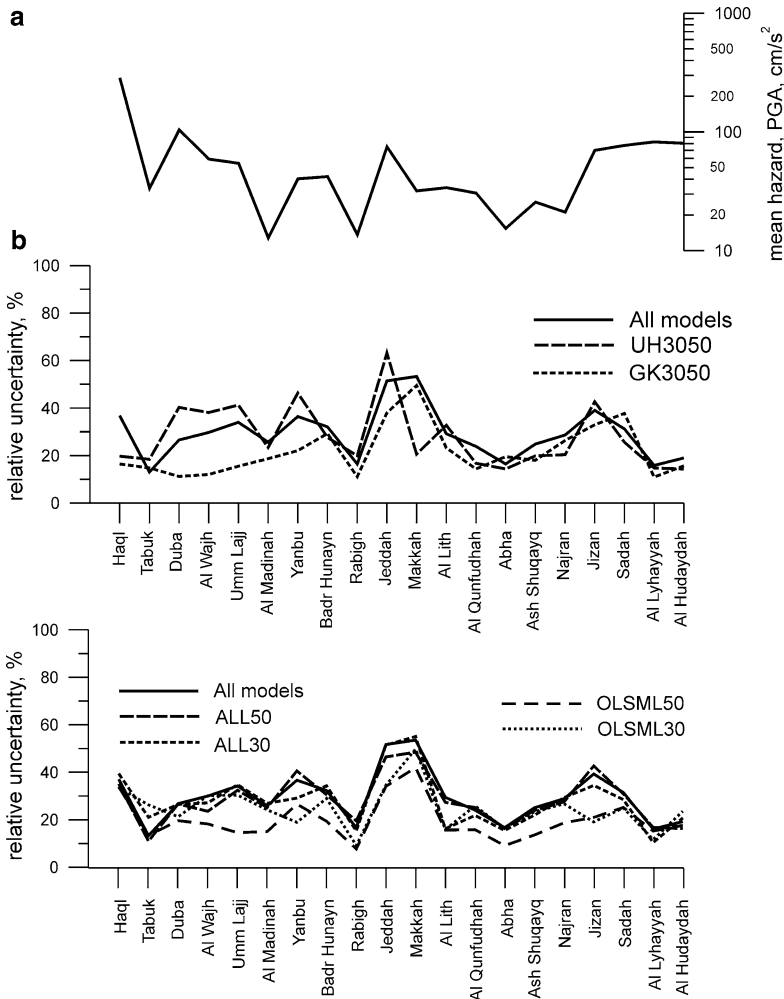 a
1000
500
200
100
50
20
10
mean hazard, PGA, cm/s²
b
100
80
60
40
20
0
relative uncertainty, %
All models
UH3050
GK3050
Haql
Tabuk
Duba
Al Wajh
Umm Lajj
Al Madinah
Yanbu
Badr Hunayn
Rabigh
Jeddah
Makkah
Al Lith
Al Qunfudhah
Abha
Ash Shuqayq
Najran
Jizan
Sadah
Al Lyhayyah
Al Hudaydah
100
80
60
40
20
0
relative uncertainty, %
All models
ALL50
ALL30
OLSML50
OLSML30
Haql
Tabuk
Duba
Al Wajh
Umm Lajj
Al Madinah
Yanbu
Badr Hunayn
Rabigh
Jeddah
Makkah
Al Lith
Al Qunfudhah
Abha
Ash Shuqayq
Najran
Jizan
Sadah
Al Lyhayyah
Al Hudaydah